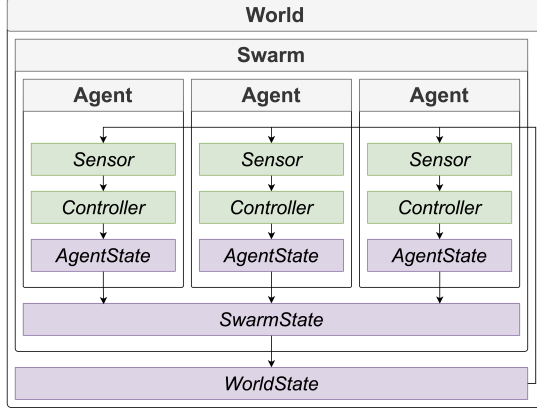 World
Swarm
Agent Agent Agent
Sensor Sensor Sensor
Controller Controller Controller
AgentState AgentState AgentState
SwarmState
WorldState